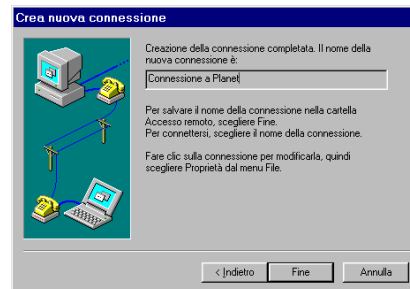 Crea nuova connessione
Creazione della connessione completata. Il nome della
nuova connessione è:
Connessione a Planet
Per salvare il nome della connessione nella cartella
Accesso remoto, scegliere Fine.
Per connettersi, scegliere il nome della connessione.
Fare clic sulla connessione per modificarla, quindi
scegliere Proprietà dal menu File.
< Indietro
Fine
Annulla